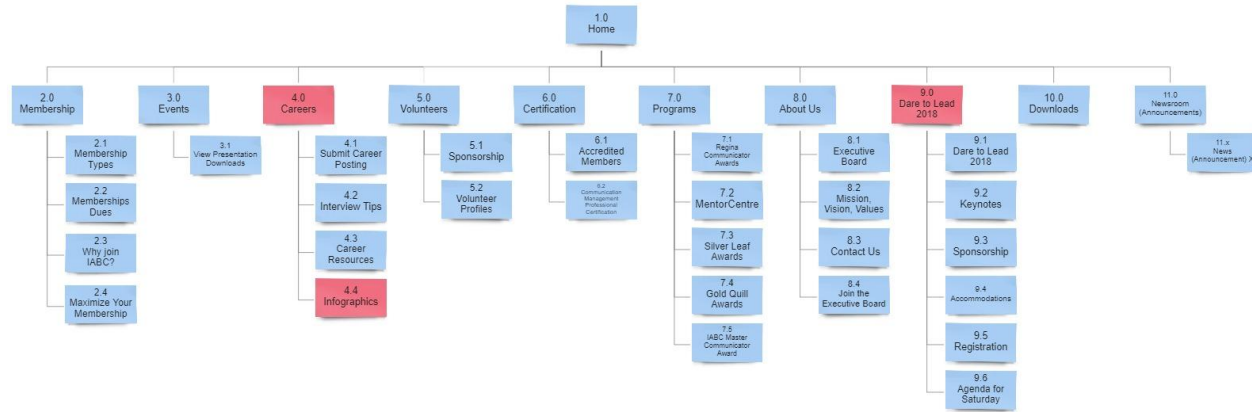 1.0
Home
2.0
Membership
3.0
Events
4.0
Careers
5.0
Volunteers
6.0
Certification
7.0
Programs
8.0
About Us
9.0
Dare to Lead
2018
10.0
Downloads
11.0
Newsroom
(Announcements)
2.1
Membership
Types
2.2
Memberships
Dues
2.3
Why join
IABC?
2.4
Maximize Your
Membership
3.1
View Presentation
Downloads
4.1
Submit Career
Posting
4.2
Interview Tips
4.3
Career
Resources
4.4
Infographics
5.1
Sponsorship
5.2
Volunteer
Profiles
6.1
Accredited
Members
6.2
Communication
Management
Professional
Certification
7.1
Regina
Communicator
Awards
7.2
MentorCentre
7.3
Silver Leaf
Awards
7.4
Gold Quill
Awards
7.5
IABC Master
Communicator
Award
8.1
Executive
Board
8.2
Mission,
Vision, Values
8.3
Contact Us
8.4
Join the
Executive Board
9.1
Dare to Lead
2018
9.2
Keynotes
9.3
Sponsorship
9.4
Accommodations
9.5
Registration
9.6
Agenda for
Saturday
11.x
News
(Announcement) X